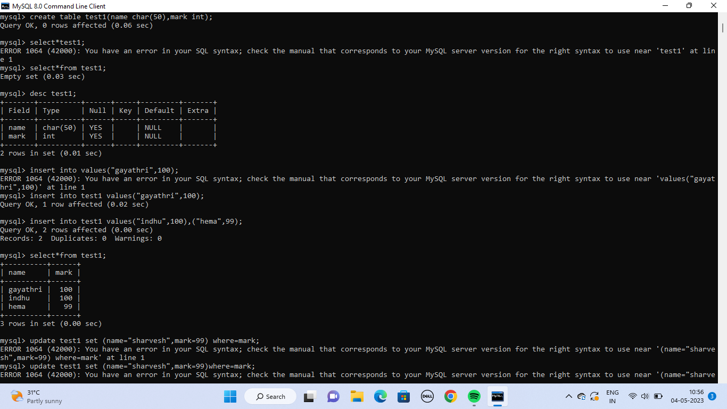 MySQL 8.0 Command Line Client
mysql> create table test1(name char(50),mark int);
Query OK, 0 rows affected (0.06 sec)
mysql> select*test1;
ERROR 1064 (42000): You have an error in your SQL syntax; check the manual that corresponds to your MySQL server version for the right syntax to use near 'test1' at lin
e 1
mysql> select*from test1;
Empty set (0.03 sec)
mysql> desc test1;
+-------+----------+------+-----+---------+-------+
| Field | Type     | Null | Key | Default | Extra |
+-------+----------+------+-----+---------+-------+
| name  | char(50) | YES  |     | NULL    |       |
| mark  | int      | YES  |     | NULL    |       |
+-------+----------+------+-----+---------+-------+
2 rows in set (0.01 sec)
mysql> insert into values("gayathri",100);
ERROR 1064 (42000): You have an error in your SQL syntax; check the manual that corresponds to your MySQL server version for the right syntax to use near 'values("gayat
hri",100)' at line 1
mysql> insert into test1 values("gayathri",100);
Query OK, 1 row affected (0.02 sec)
mysql> insert into test1 values("indhu",100),("hema",99);
Query OK, 2 rows affected (0.00 sec)
Records: 2  Duplicates: 0  Warnings: 0
mysql> select*from test1;
+----------+------+
| name     | mark |
+----------+------+
| gayathri |  100 |
| indhu    |  100 |
| hema     |   99 |
+----------+------+
3 rows in set (0.00 sec)
mysql> update test1 set (name="sharvesh",mark=99) where=mark;
ERROR 1064 (42000): You have an error in your SQL syntax; check the manual that corresponds to your MySQL server version for the right syntax to use near '(name="sharve
sh",mark=99) where=mark' at line 1
mysql> update test1 set (name="sharvesh",mark=99)where=mark;
ERROR 1064 (42000): You have an error in your SQL syntax; check the manual that corresponds to your MySQL server version for the right syntax to use near '(name="sharve
31°C
Partly sunny
Search
DELL
ENG
IN
10:56
04-05-2023
3